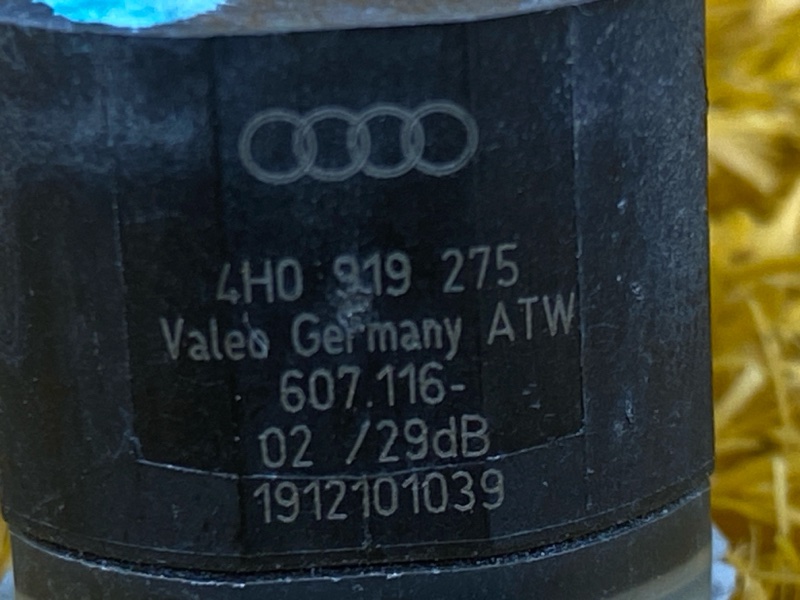 4H0 919 275
Valeo Germany ATW
607.116-
02 /29dB
1912101039